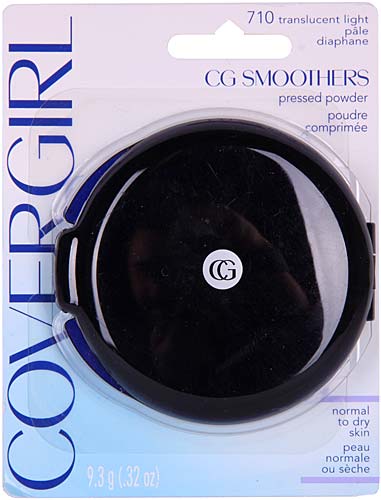 COVERGIRL
710 translucent light
pâle
diaphane
CG SMOOTHERS
pressed powder
poudre
comprimée
CG
normal
to dry
skin
peau
normale
ou sèche
9.3 g (.32 oz)